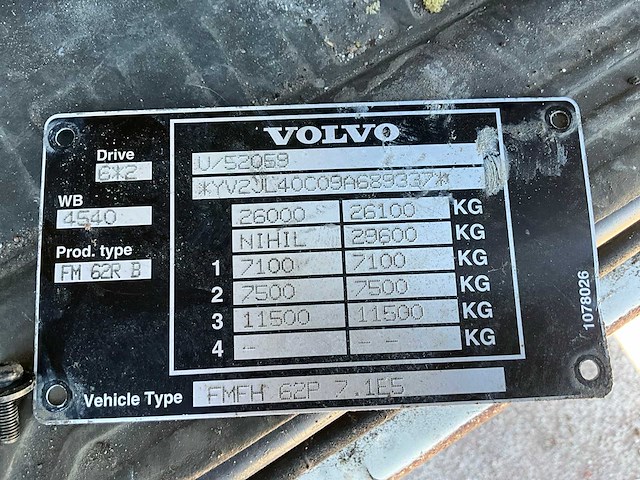 VOLVO
Drive
6*2
U/52069
*YV2JL40C09A689337*
WB
4540
26000 26100 KG
NIHIL 29600 KG
Prod. type
FM 62R B
1 7100 7100 KG
2 7500 7500 KG
3 11500 11500 KG
4 - - - KG
1078026
Vehicle Type FMFH 62P 7.1E5